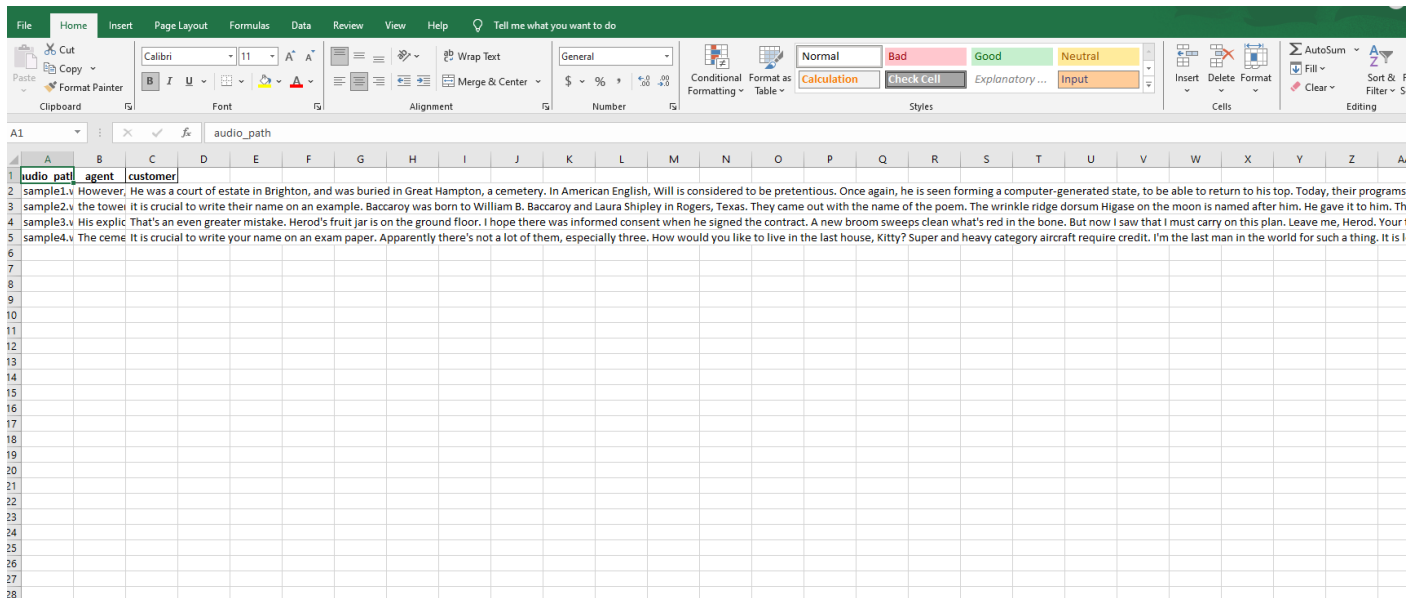 File Home Insert Page Layout Formulas Data Review View Help Tell me what you want to do
Cut
Copy
Paste
Format Painter
Clipboard
Calibri 11 A A
B I U A
Font
ab Wrap Text
Merge & Center
Alignment
General
$ % , .00 .00
Number
Conditional Formatting
Format as Table
Normal Bad Good Neutral
Calculation Check Cell Explanatory ... Input
Styles
Insert Delete Format
Cells
AutoSum
Fill
Clear
Sort & Filter
Editing
A1 fx audio_path
A B C D E F G H I J K L M N O P Q R S T U V W X Y Z
1 agent customer
2 sample1. However, He was a court of estate in Brighton, and was buried in Great Hampton, a cemetery. In American English, Will is considered to be pretentious. Once again, he is seen forming a computer-generated state, to be able to return to his top. Today, their programs
3 sample2. the tower it is crucial to write their name on an example. Baccaroy was born to William B. Baccaroy and Laura Shipley in Rogers, Texas. They came out with the name of the poem. The wrinkle ridge dorsum Higase on the moon is named after him. He gave it to him. Th
4 sample3. His explic That's an even greater mistake. Herod's fruit jar is on the ground floor. I hope there was informed consent when he signed the contract. A new broom sweeps clean what's red in the bone. But now I saw that I must carry on this plan. Leave me, Herod. Your
5 sample4. The ceme It is crucial to write your name on an exam paper. Apparently there's not a lot of them, especially three. How would you like to live in the last house, Kitty? Super and heavy category aircraft require credit. I'm the last man in the world for such a thing. It is
6
7
8
9
10
11
12
13
14
15
16
17
18
19
20
21
22
23
24
25
26
27
28